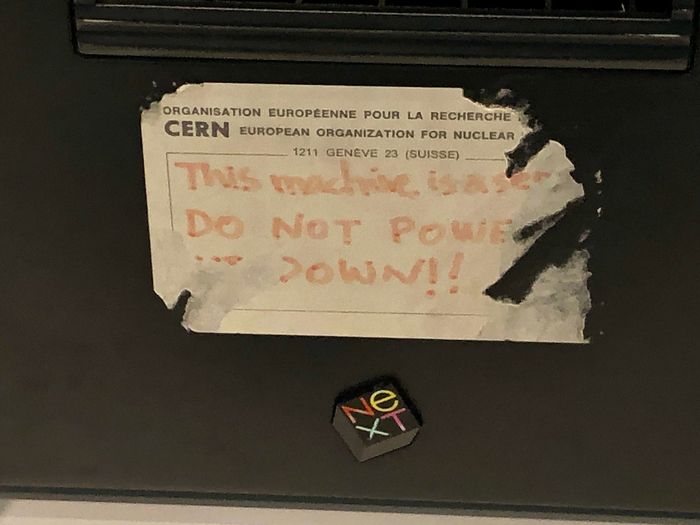 ORGANISATION EUROPÉENNE POUR LA RECHERCHE
CERN EUROPEAN ORGANIZATION FOR NUCLEAR
1211 GENÈVE 23 (SUISSE)
This machine is a se
DO NOT POWE
DOWN!!
NeXT